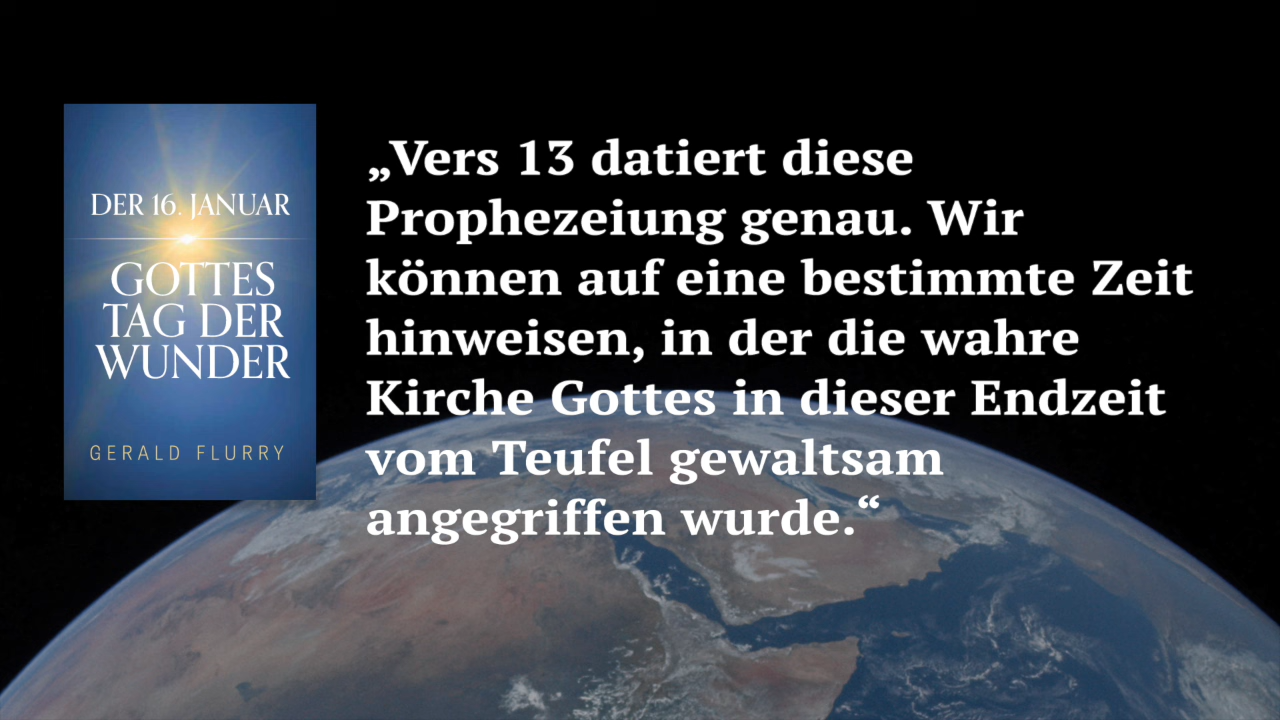 DER 16. JANUAR
GOTTES
TAG DER
WUNDER
GERALD FLURRY
„Vers 13 datiert diese
Prophezeiung genau. Wir
können auf eine bestimmte Zeit
hinweisen, in der die wahre
Kirche Gottes in dieser Endzeit
vom Teufel gewaltsam
angegriffen wurde.“